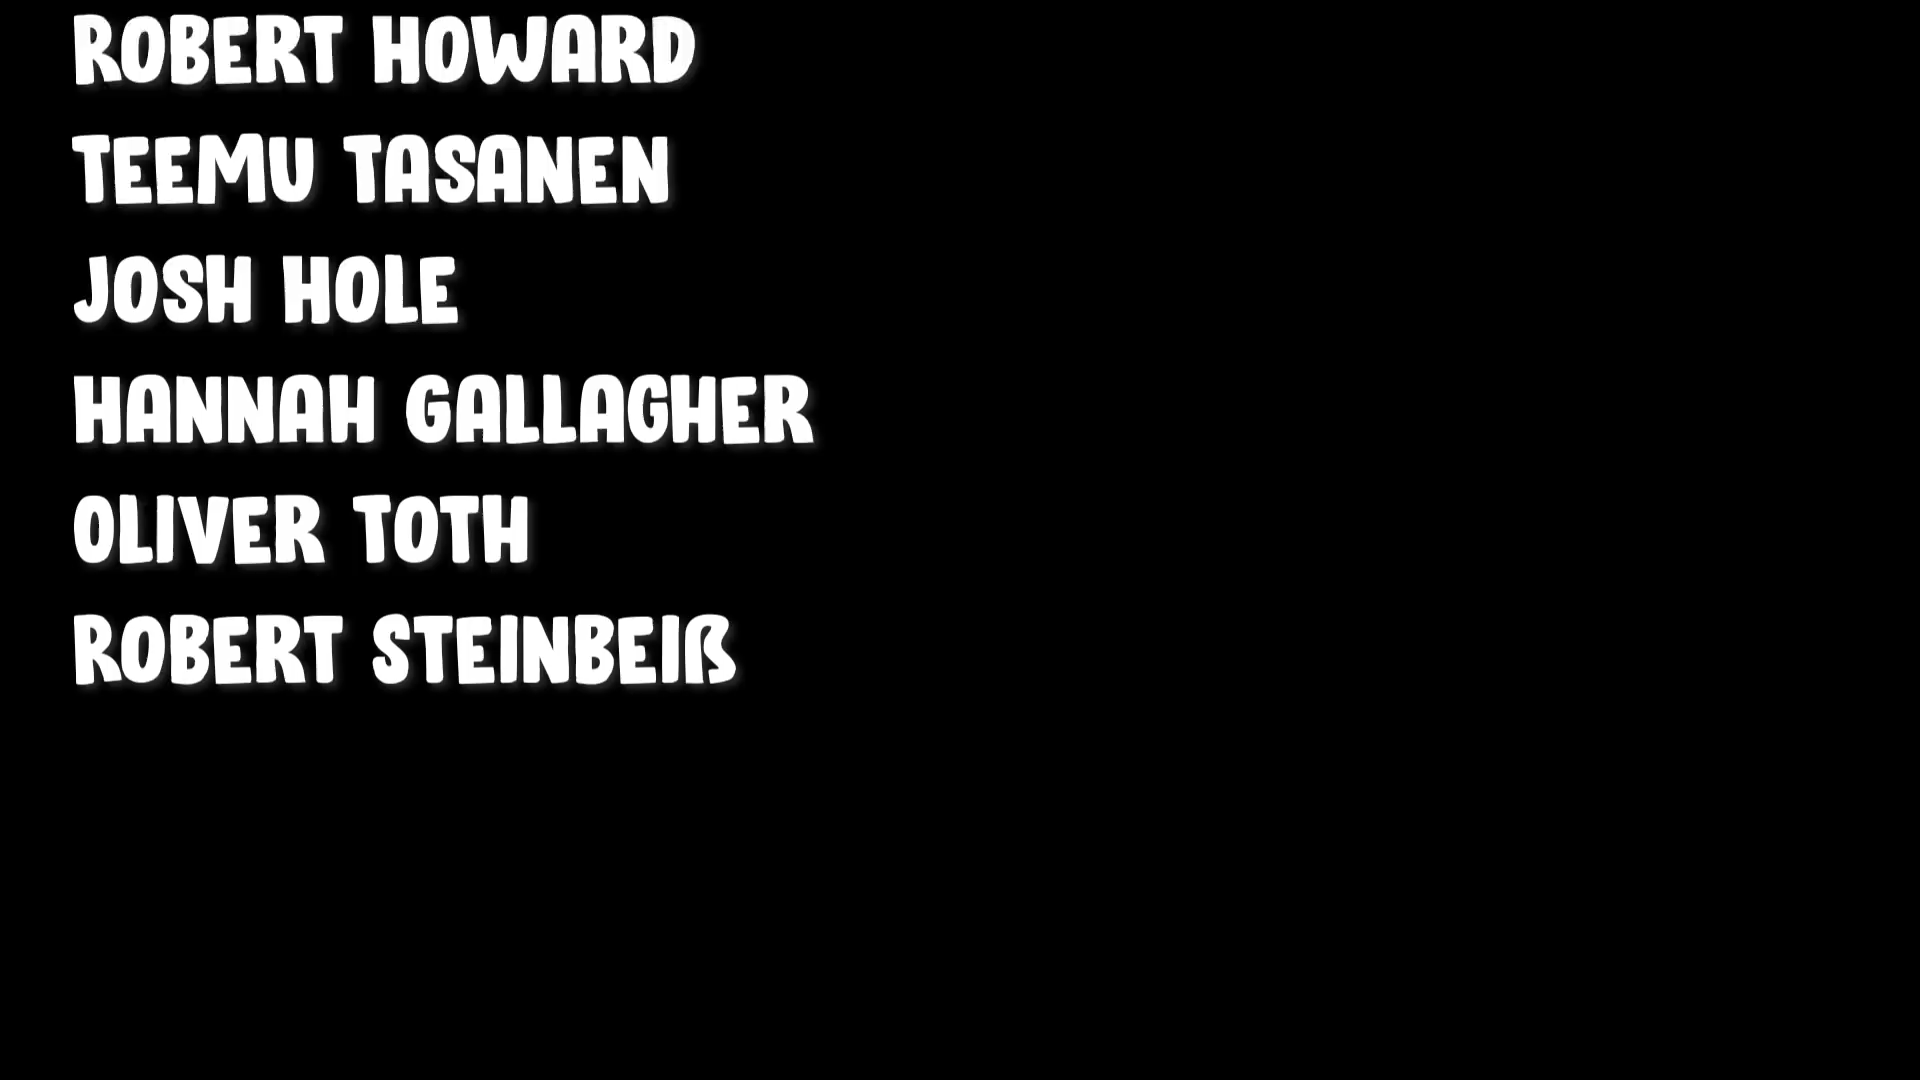 ROBERT HOWARD
TEEMU TASANEN
JOSH HOLE
HANNAH GALLAGHER
OLIVER TOTH
ROBERT STEINBEIß